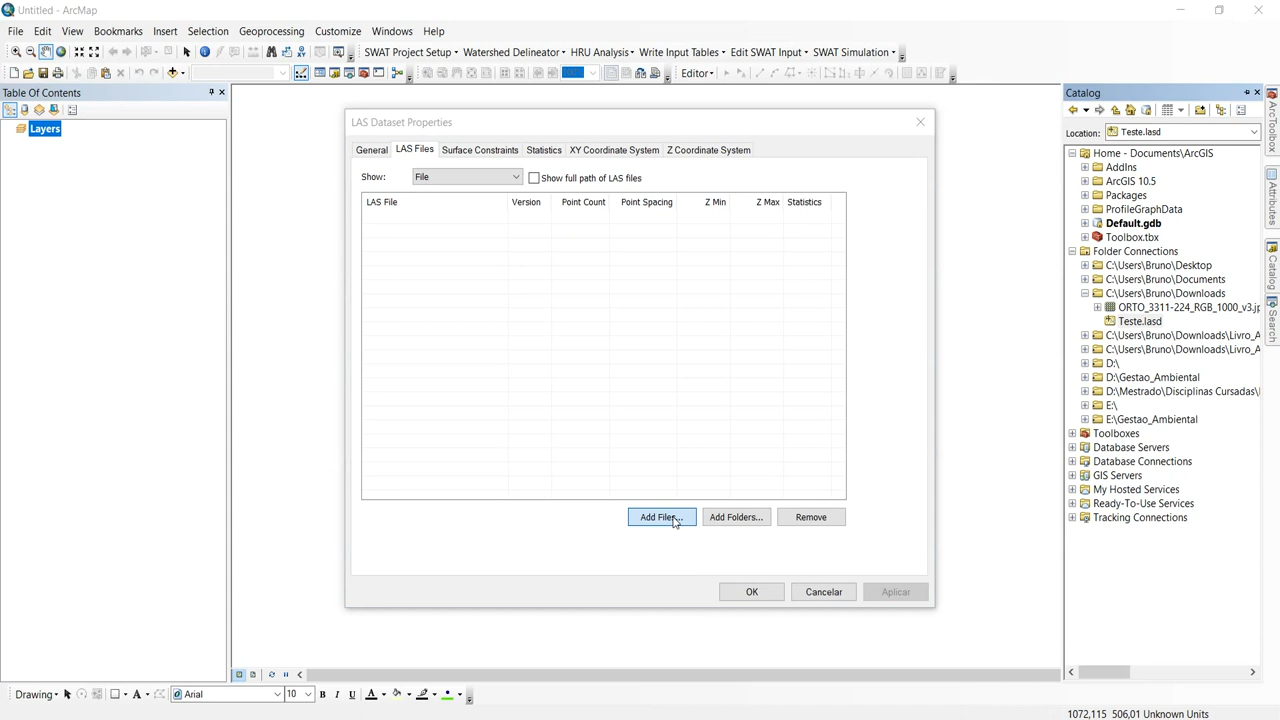 Untitled - ArcMap
File Edit View Bookmarks Insert Selection Geoprocessing Customize Windows Help
SWAT Project Setup Watershed Delineator HRU Analysis Write Input Tables Edit SWAT Input SWAT Simulation
Editor
Table Of Contents
Layers
LAS Dataset Properties
General LAS Files Surface Constraints Statistics XY Coordinate System Z Coordinate System
Show: File Show full path of LAS files
LAS File Version Point Count Point Spacing Z Min Z Max Statistics
Add Files... Add Folders... Remove
OK Cancelar Aplicar
Catalog
Location: Teste.lasd
Home - Documents\ArcGIS
AddIns
ArcGIS 10.5
Packages
ProfileGraphData
Default.gdb
Toolbox.tbx
Folder Connections
C:\Users\Bruno\Desktop
C:\Users\Bruno\Documents
C:\Users\Bruno\Downloads
ORTO_3311-224_RGB_1000_v3.jp
Teste.lasd
C:\Users\Bruno\Downloads\Livro_A
C:\Users\Bruno\Downloads\Livro_A
D:\
D:\Gestao_Ambiental
D:\Mestrado\Disciplinas Cursadas\
E:\
E:\Gestao_Ambiental
Toolboxes
Database Servers
Database Connections
GIS Servers
My Hosted Services
Ready-To-Use Services
Tracking Connections
ArcToolbox
Attributes
Catalog
Search
Drawing A Arial 10 B I U A
1072,115 506,01 Unknown Units